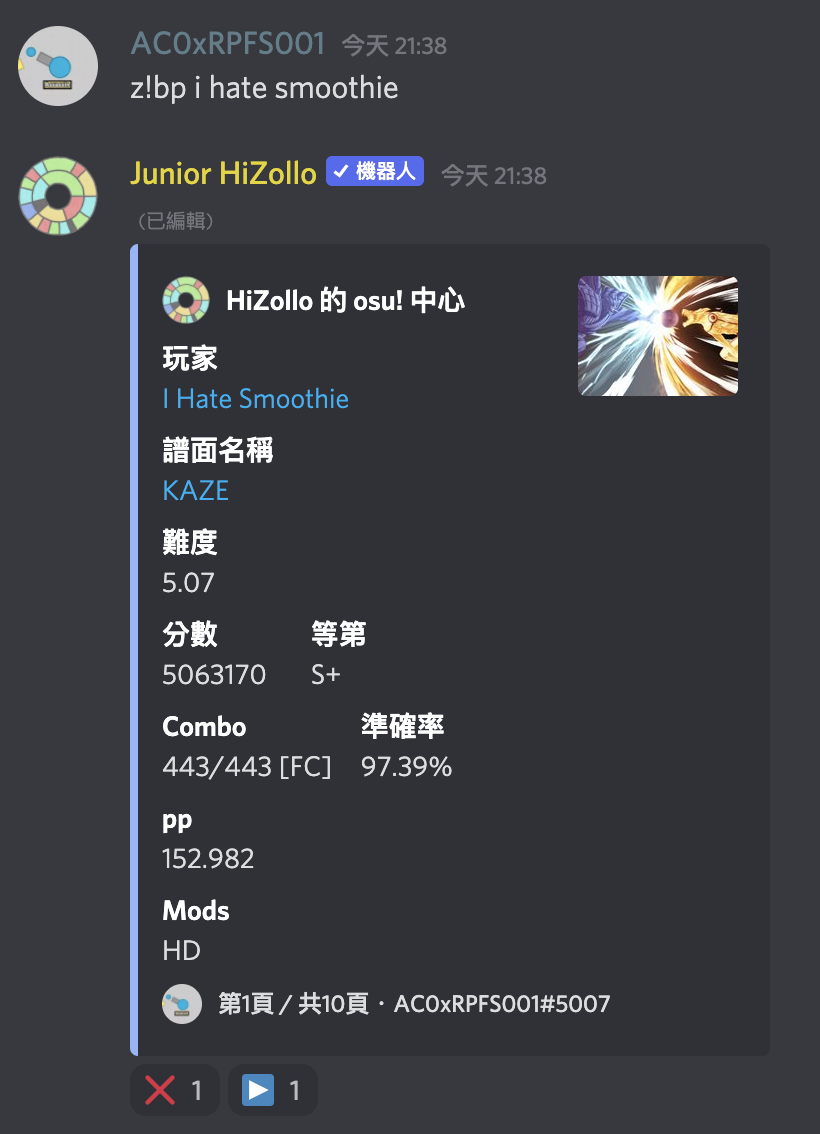 AC0xRPFS001 今天 21:38
z!bp i hate smoothie
Junior HiZollo ✓ 機器人 今天 21:38
（已編輯）
HiZollo 的 osu! 中心
玩家
I Hate Smoothie
譜面名稱
KAZE
難度
5.07
分數 等第
5063170 S+
Combo 準確率
443/443 [FC] 97.39%
pp
152.982
Mods
HD
第1頁 / 共10頁 · AC0xRPFS001#5007
1 1